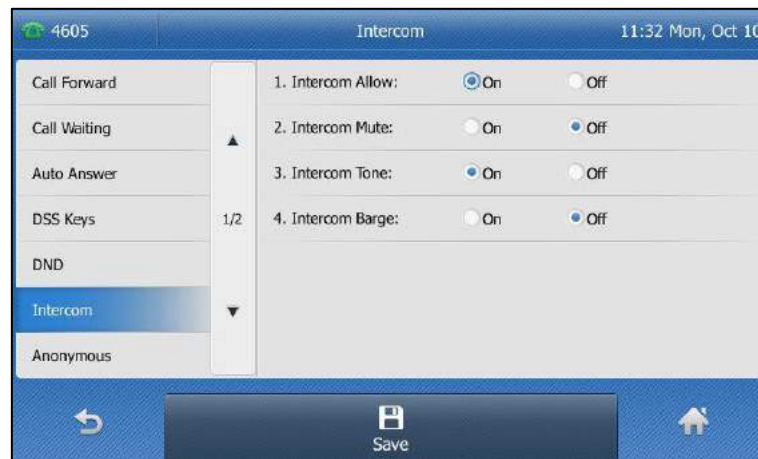 4605 Intercom 11:32 Mon, Oct 10
Call Forward
Call Waiting
Auto Answer
DSS Keys
DND
Intercom
Anonymous
1/2
1. Intercom Allow: On Off
2. Intercom Mute: On Off
3. Intercom Tone: On Off
4. Intercom Barge: On Off
Save